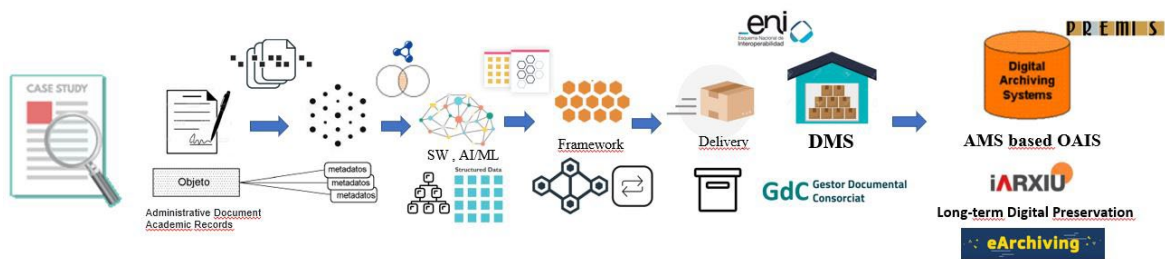 CASE STUDY
Objeto
metadatos
metadatos
metadatos
Administrative Document
Academic Records
SW , AI/ML
Structured Data
Framework
Delivery
eni
Esquema Nacional de
Interoperabilidad
DMS
GdC Gestor Documental
Consorciat
PREMIS
Digital
Archiving
Systems
AMS based OAIS
iARXIU
Long-term Digital Preservation
eArchiving